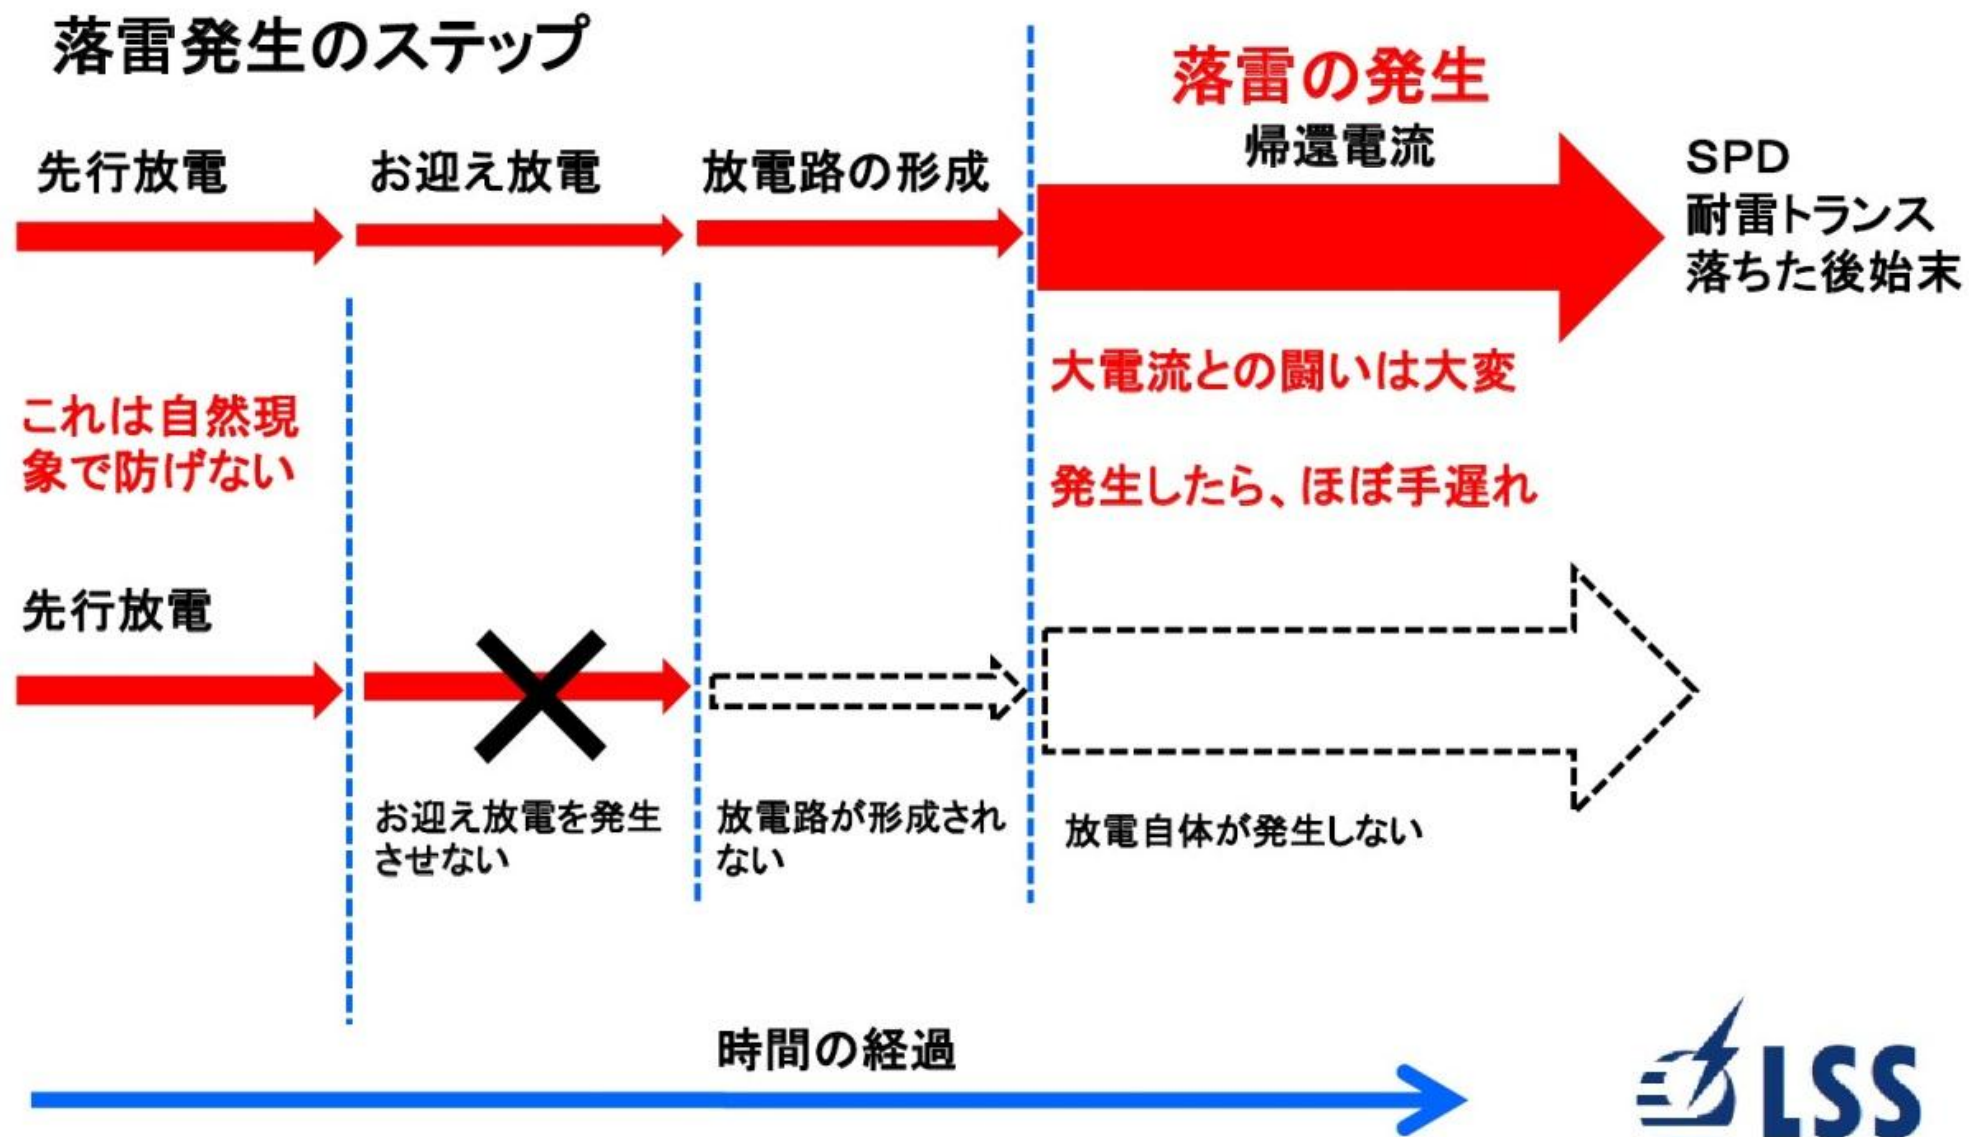 落雷発生のステップ
落雷の発生
先行放電
お迎え放電
放電路の形成
帰還電流
SPD
耐雷トランス
落ちた後始末
これは自然現
象で防げない
大電流との闘いは大変
発生したら、ほぼ手遅れ
先行放電
お迎え放電を発生
させない
放電路が形成され
ない
放電自体が発生しない
時間の経過
LSS